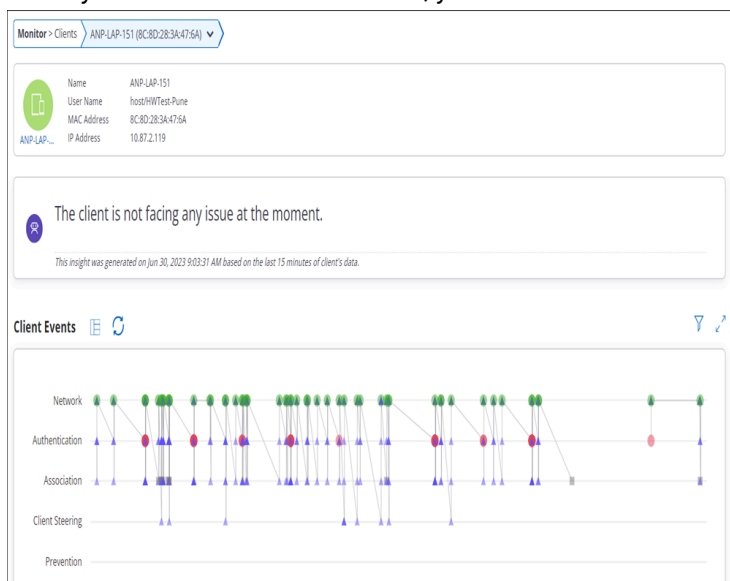 Monitor > Clients ANP-LAP-151 (8C:8D:28:3A:47:6A)
Name ANP-LAP-151
User Name host/HWTest-Pune
MAC Address 8C:8D:28:3A:47:6A
IP Address 10.87.2.119
ANP-LAP-...
The client is not facing any issue at the moment.
This insight was generated on Jun 30, 2023 9:03:31 AM based on the last 15 minutes of client's data.
Client Events
Network
Authentication
Association
Client Steering
Prevention